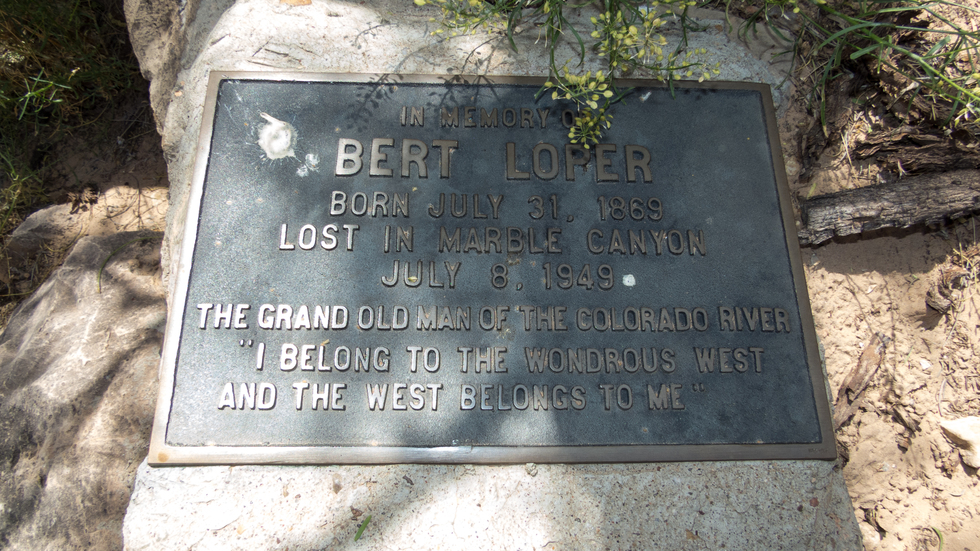 IN MEMORY OF
BERT LOPER
BORN JULY 31, 1869
LOST IN MARBLE CANYON
JULY 8, 1949
THE GRAND OLD MAN OF THE COLORADO RIVER
"I BELONG TO THE WONDROUS WEST
AND THE WEST BELONGS TO ME"